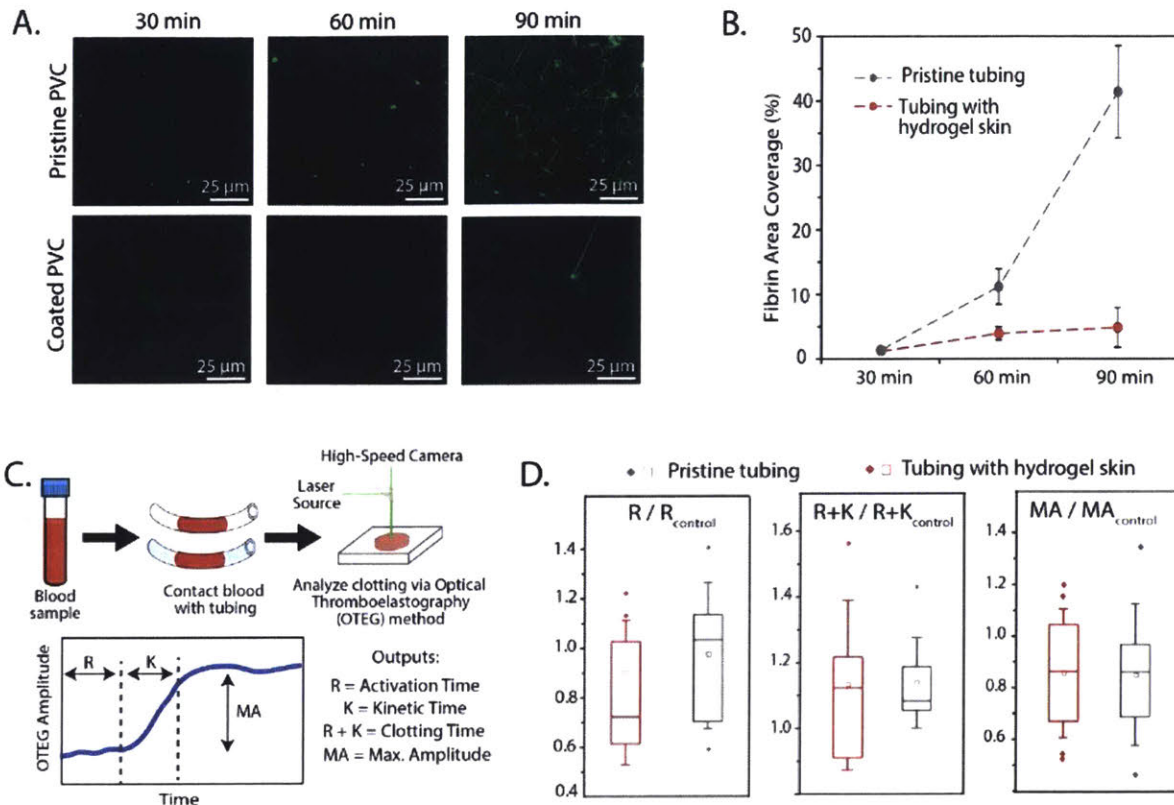 A.
30 min
60 min
90 min
Pristine PVC
25 µm
25 µm
25 µm
Coated PVC
25 µm
25 µm
25 µm
B.
50
40
30
20
10
0
Fibrin Area Coverage (%)
Pristine tubing
Tubing with
hydrogel skin
30 min
60 min
90 min
C.
High-Speed Camera
Laser
Source
Blood
sample
Contact blood
with tubing
Analyze clotting via Optical
Thromboelastography
(OTEG) method
OTEG Amplitude
R
K
MA
Time
Outputs:
R = Activation Time
K = Kinetic Time
R + K = Clotting Time
MA = Max. Amplitude
D.
Pristine tubing
Tubing with hydrogel skin
R / Rcontrol
1.4
1.2
1.0
0.8
0.6
0.4
R+K / R+Kcontrol
1.6
1.4
1.2
1.0
MA / MAcontrol
1.4
1.2
1.0
0.8
0.6
0.4